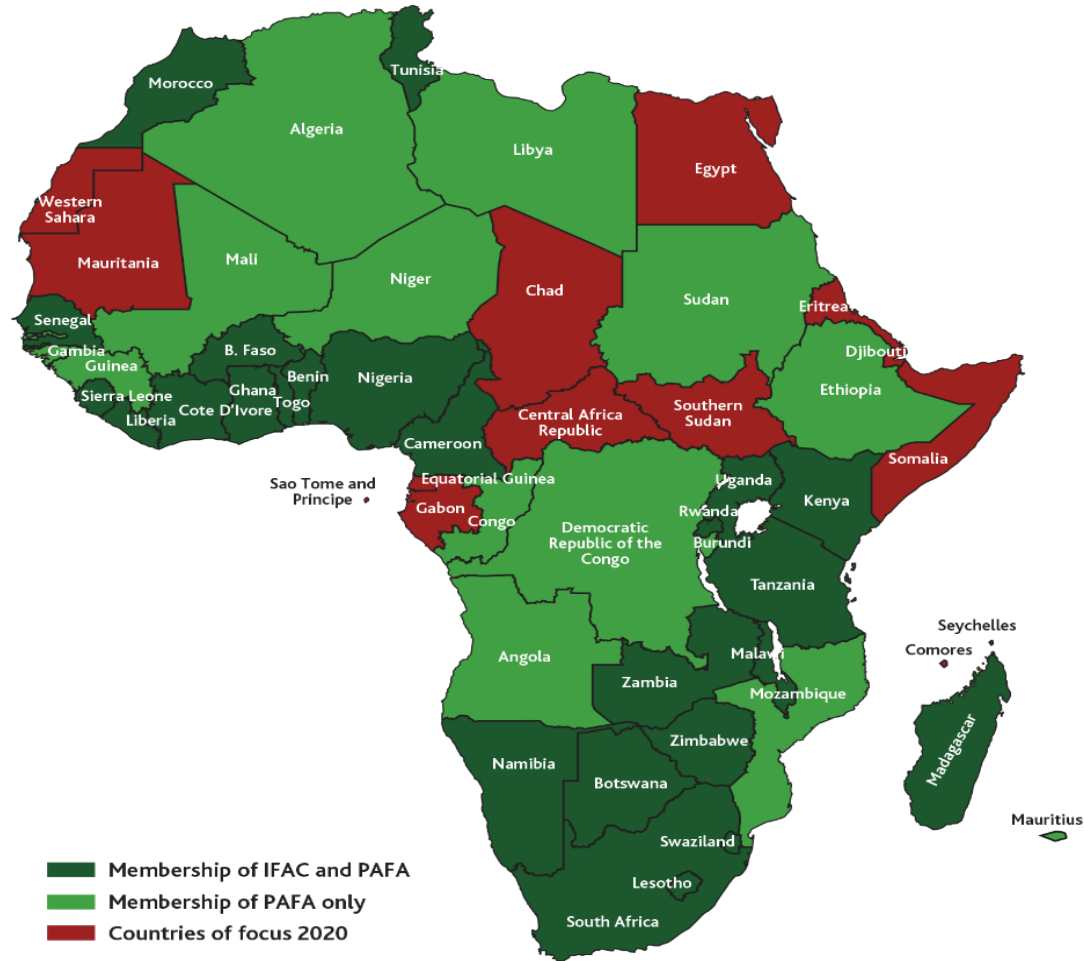 Morocco
Tunisia
Algeria
Libya
Egypt
Western
Sahara
Mauritania
Mali
Niger
Chad
Sudan
Eritrea
Senegal
Gambia
Guinea
B. Faso
Djibouti
Benin
Nigeria
Ethiopia
Ghana
Sierra Leone
Cote D'Ivore
Togo
Liberia
Central Africa
Republic
Southern
Sudan
Cameroon
Somalia
Equatorial Guinea
Uganda
Kenya
Sao Tome and
Principe
Gabon
Congo
Rwanda
Democratic
Republic of the
Congo
Burundi
Tanzania
Seychelles
Comores
Angola
Malawi
Zambia
Mozambique
Madagascar
Zimbabwe
Namibia
Botswana
Mauritius
Swaziland
Lesotho
South Africa
Membership of IFAC and PAFA
Membership of PAFA only
Countries of focus 2020